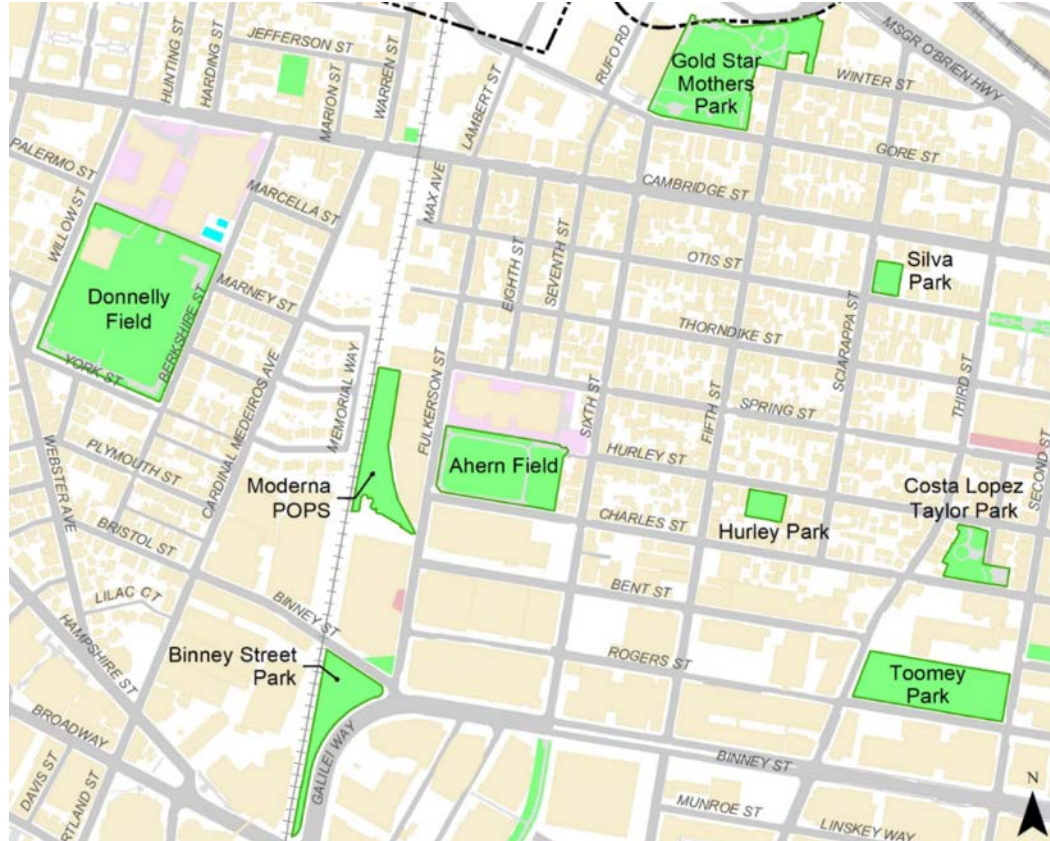 JEFFERSON ST
HUNTING ST
HARDING ST
MARION ST
WARREN ST
LAMBERT ST
RUFO RD
MSGR O'BRIEN HWY
Gold Star
Mothers
Park
WINTER ST
GORE ST
PALERMO ST
WILLOW ST
MARCELLA ST
MAX AVE
CAMBRIDGE ST
EIGHTH ST
SEVENTH ST
OTIS ST
Silva
Park
Donnelly
Field
BERKSHIRE ST
MARNEY ST
THORNDIKE ST
SCIARAPPA ST
YORK ST
CARDINAL MEDEIROS AVE
MEMORIAL WAY
FULKERSON ST
SIXTH ST
FIFTH ST
SPRING ST
THIRD ST
WEBSTER AVE
PLYMOUTH ST
Moderna
POPS
Ahern Field
HURLEY ST
SECOND ST
Costa Lopez
Taylor Park
BRISTOL ST
CHARLES ST
Hurley Park
LILAC CT
BINNEY ST
BENT ST
HAMPSHIRE ST
Binney Street
Park
ROGERS ST
Toomey
Park
BROADWAY
GALILEI WAY
BINNEY ST
DAVIS ST
RTLAND ST
MUNROE ST
LINSKEY WAY
N